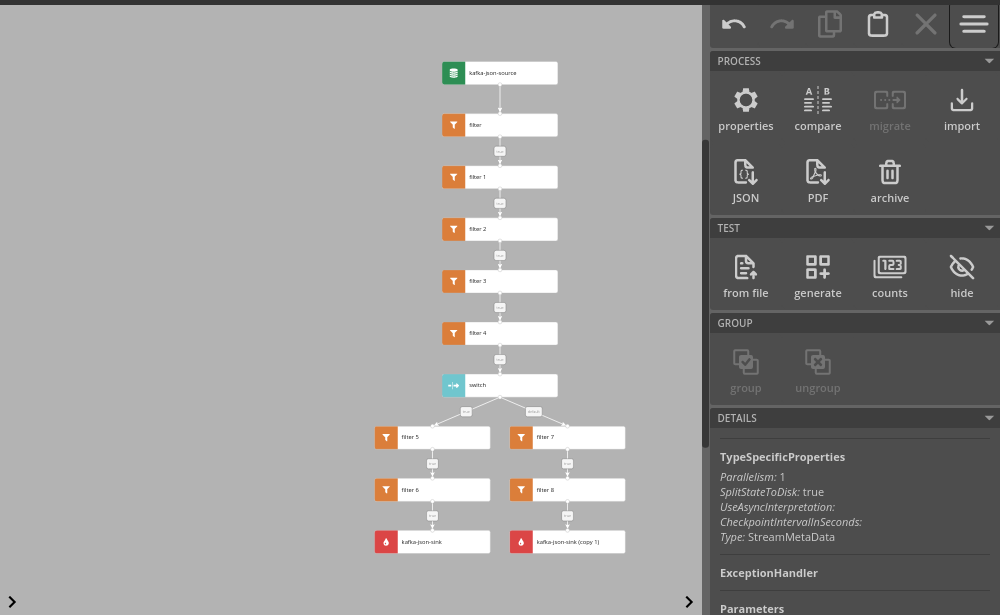 kafka-json-source
filter
filter 1
filter 2
filter 3
filter 4
switch
filter 5
filter 7
filter 6
filter 8
kafka-json-sink
kafka-json-sink (copy 1)
PROCESS
A B
properties
compare
migrate
import
JSON
PDF
archive
TEST
123
from file
generate
counts
hide
GROUP
group
ungroup
DETAILS
TypeSpecificProperties
Parallelism: 1
SplitStateToDisk: true
UseAsyncInterpretation:
CheckpointIntervalInSeconds:
Type: StreamMetaData
ExceptionHandler
Parameters